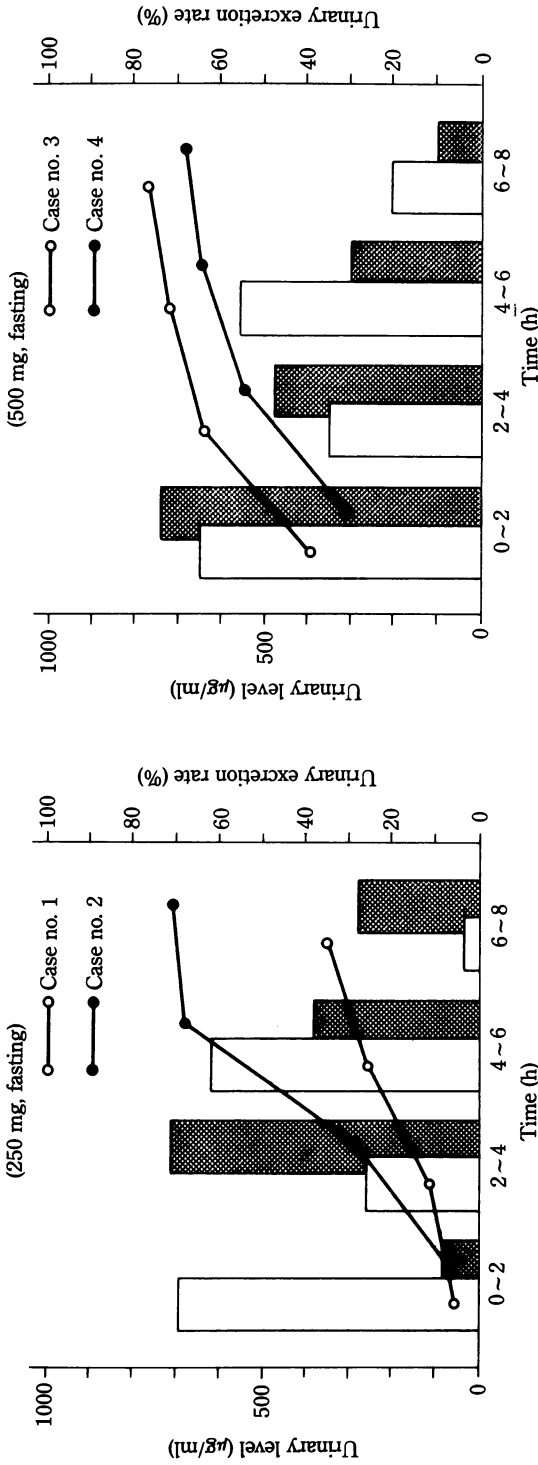 (250 mg, fasting)
Case no. 1
Case no. 2
Urinary level (μg/ml)
1000
500
0
Urinary excretion rate (%)
100
80
60
40
20
0
0~2
2~4
4~6
6~8
Time (h)
(500 mg, fasting)
Case no. 3
Case no. 4
Urinary level (μg/ml)
1000
500
0
Urinary excretion rate (%)
100
80
60
40
20
0
0~2
2~4
4~6
6~8
Time (h)